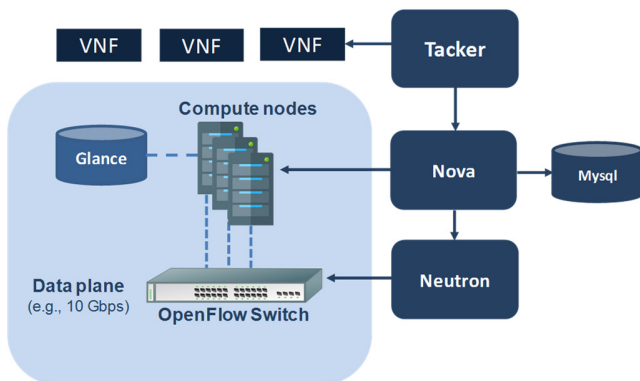 VNF
VNF
VNF
Tacker
Compute nodes
Glance
Nova
Mysql
Data plane
(e.g., 10 Gbps)
OpenFlow Switch
Neutron